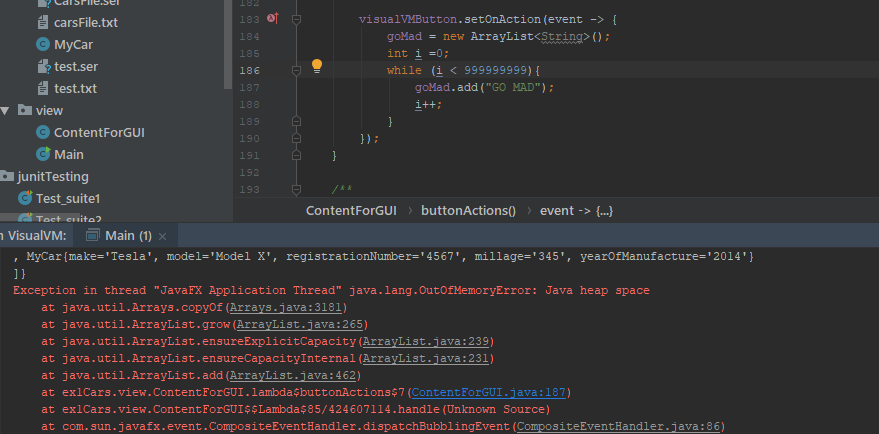 CarsFile.ser
carsFile.txt
MyCar
test.ser
test.txt
view
ContentForGUI
Main
junitTesting
Test_suite1
Test_suite2
182
183 visualVMButton.setOnAction(event -> {
184 goMad = new ArrayList<String>();
185 int i =0;
186 while (i < 999999999){
187 goMad.add("GO MAD");
188 i++;
189 }
190 });
191 }
192
193 /**
ContentForGUI buttonActions() event -> {...}
n VisualVM: Main (1)
, MyCar{make='Tesla', model='Model X', registrationNumber='4567', millage='345', yearOfManufacture='2014'}
]}
Exception in thread "JavaFX Application Thread" java.lang.OutOfMemoryError: Java heap space
at java.util.Arrays.copyOf(Arrays.java:3181)
at java.util.ArrayList.grow(ArrayList.java:265)
at java.util.ArrayList.ensureExplicitCapacity(ArrayList.java:239)
at java.util.ArrayList.ensureCapacityInternal(ArrayList.java:231)
at java.util.ArrayList.add(ArrayList.java:462)
at ex1Cars.view.ContentForGUI.lambda$buttonActions$7(ContentForGUI.java:187)
at ex1Cars.view.ContentForGUI$$Lambda$85/424607114.handle(Unknown Source)
at com.sun.javafx.event.CompositeEventHandler.dispatchBubblingEvent(CompositeEventHandler.java:86)